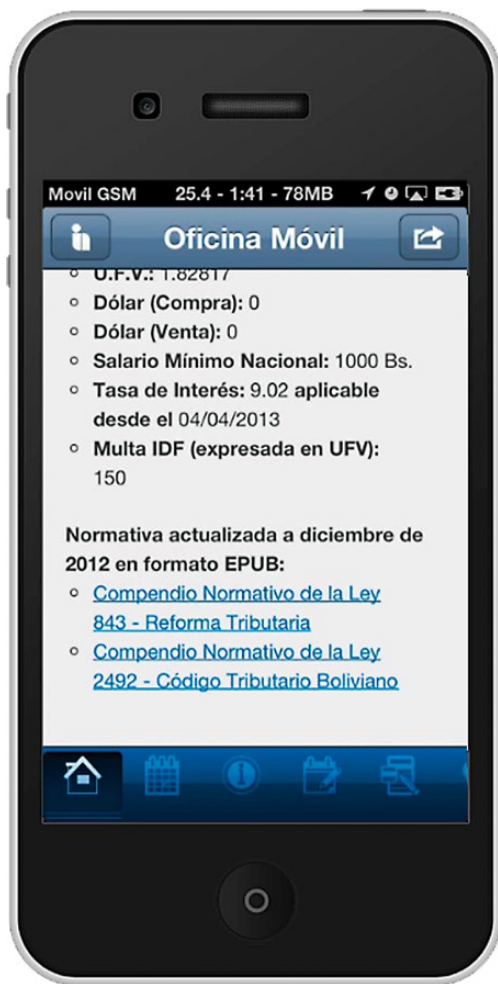 Movil GSM 25.4 - 1:41 - 78MB
Oficina Móvil
U.F.V.: 1.82817
Dólar (Compra): 0
Dólar (Venta): 0
Salario Mínimo Nacional: 1000 Bs.
Tasa de Interés: 9.02 aplicable
desde el 04/04/2013
Multa IDF (expresada en UFV):
150
Normativa actualizada a diciembre de
2012 en formato EPUB:
Compendio Normativo de la Ley
843 - Reforma Tributaria
Compendio Normativo de la Ley
2492 - Código Tributario Boliviano